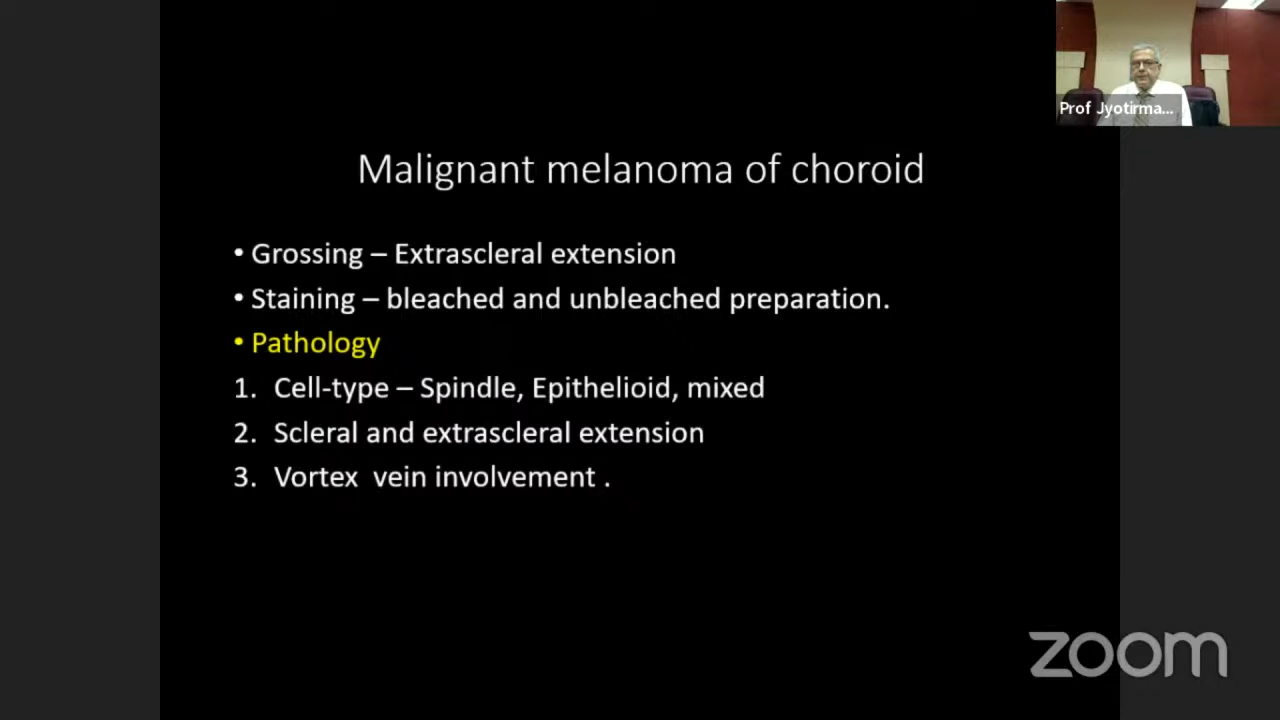 Prof Jyotirma...
Malignant melanoma of choroid
• Grossing – Extrascleral extension
• Staining – bleached and unbleached preparation.
• Pathology
1. Cell-type – Spindle, Epithelioid, mixed
2. Scleral and extrascleral extension
3. Vortex vein involvement .
zoom